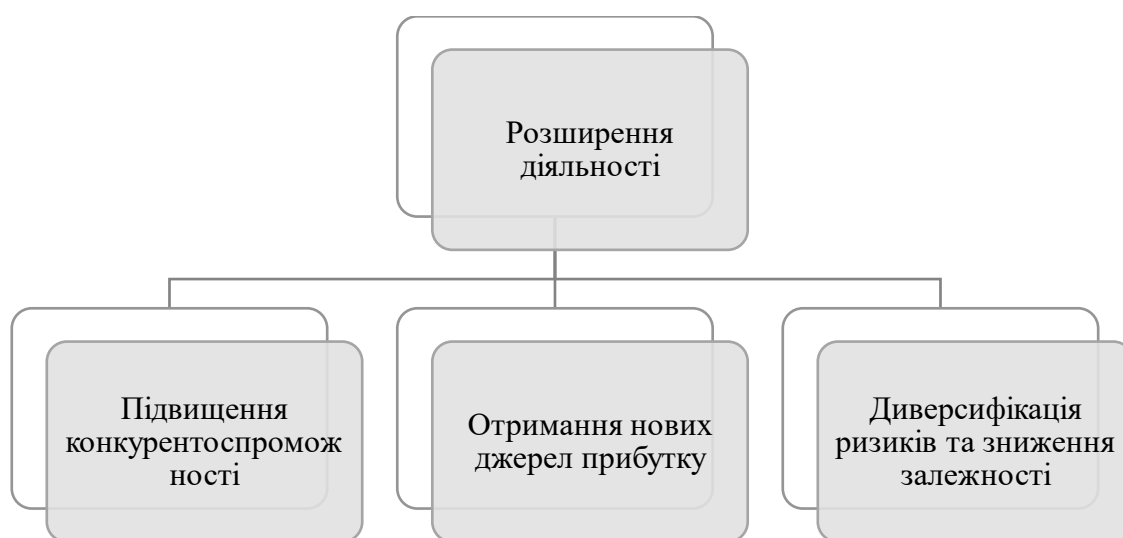 Розширення
діяльності
Підвищення
конкурентоспромож
ності
Отримання нових
джерел прибутку
Диверсифікація
ризиків та зниження
залежності